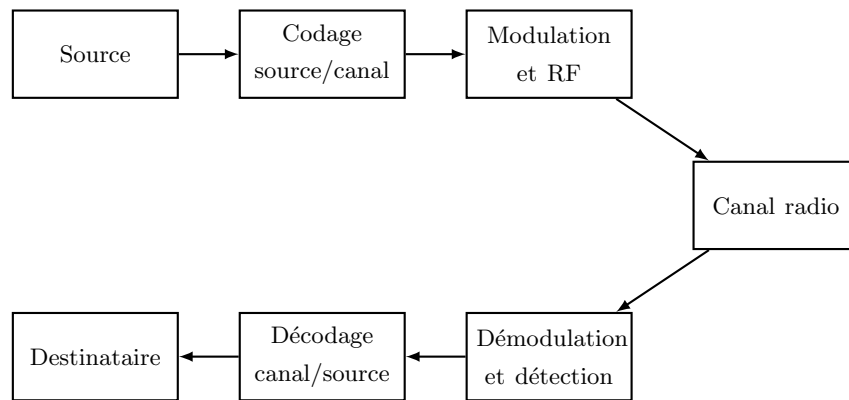 Source
Codage
source/canal
Modulation
et RF
Canal radio
Démodulation
et détection
Décodage
canal/source
Destinataire